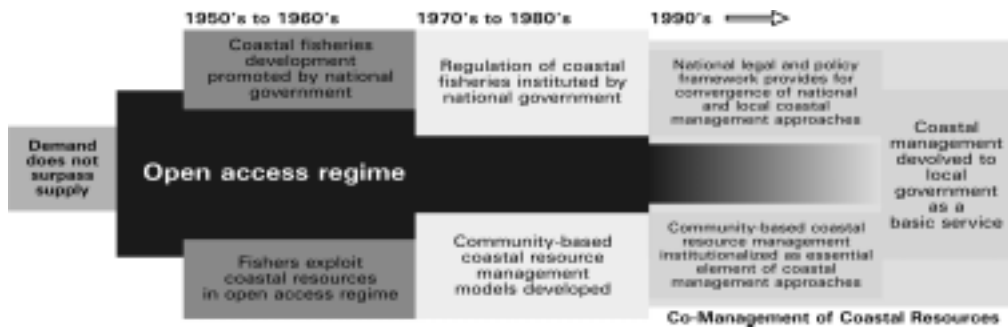 1950's to 1960's
1970's to 1980's
1990's
Coastal fisheries
development
promoted by national
government
Regulation of coastal
fisheries instituted by
national government
National legal and policy
framework provides for
convergence of national
and local coastal
management approaches
Demand
does not
surpass
supply
Open access regime
Coastal
management
devolved to
local
government
as a
basic service
Fishers exploit
coastal resources
in open access regime
Community-based
coastal resource
management
models developed
Community-based coastal
resource management
institutionalized as essential
element of coastal
management approaches
Co-Management of Coastal Resources